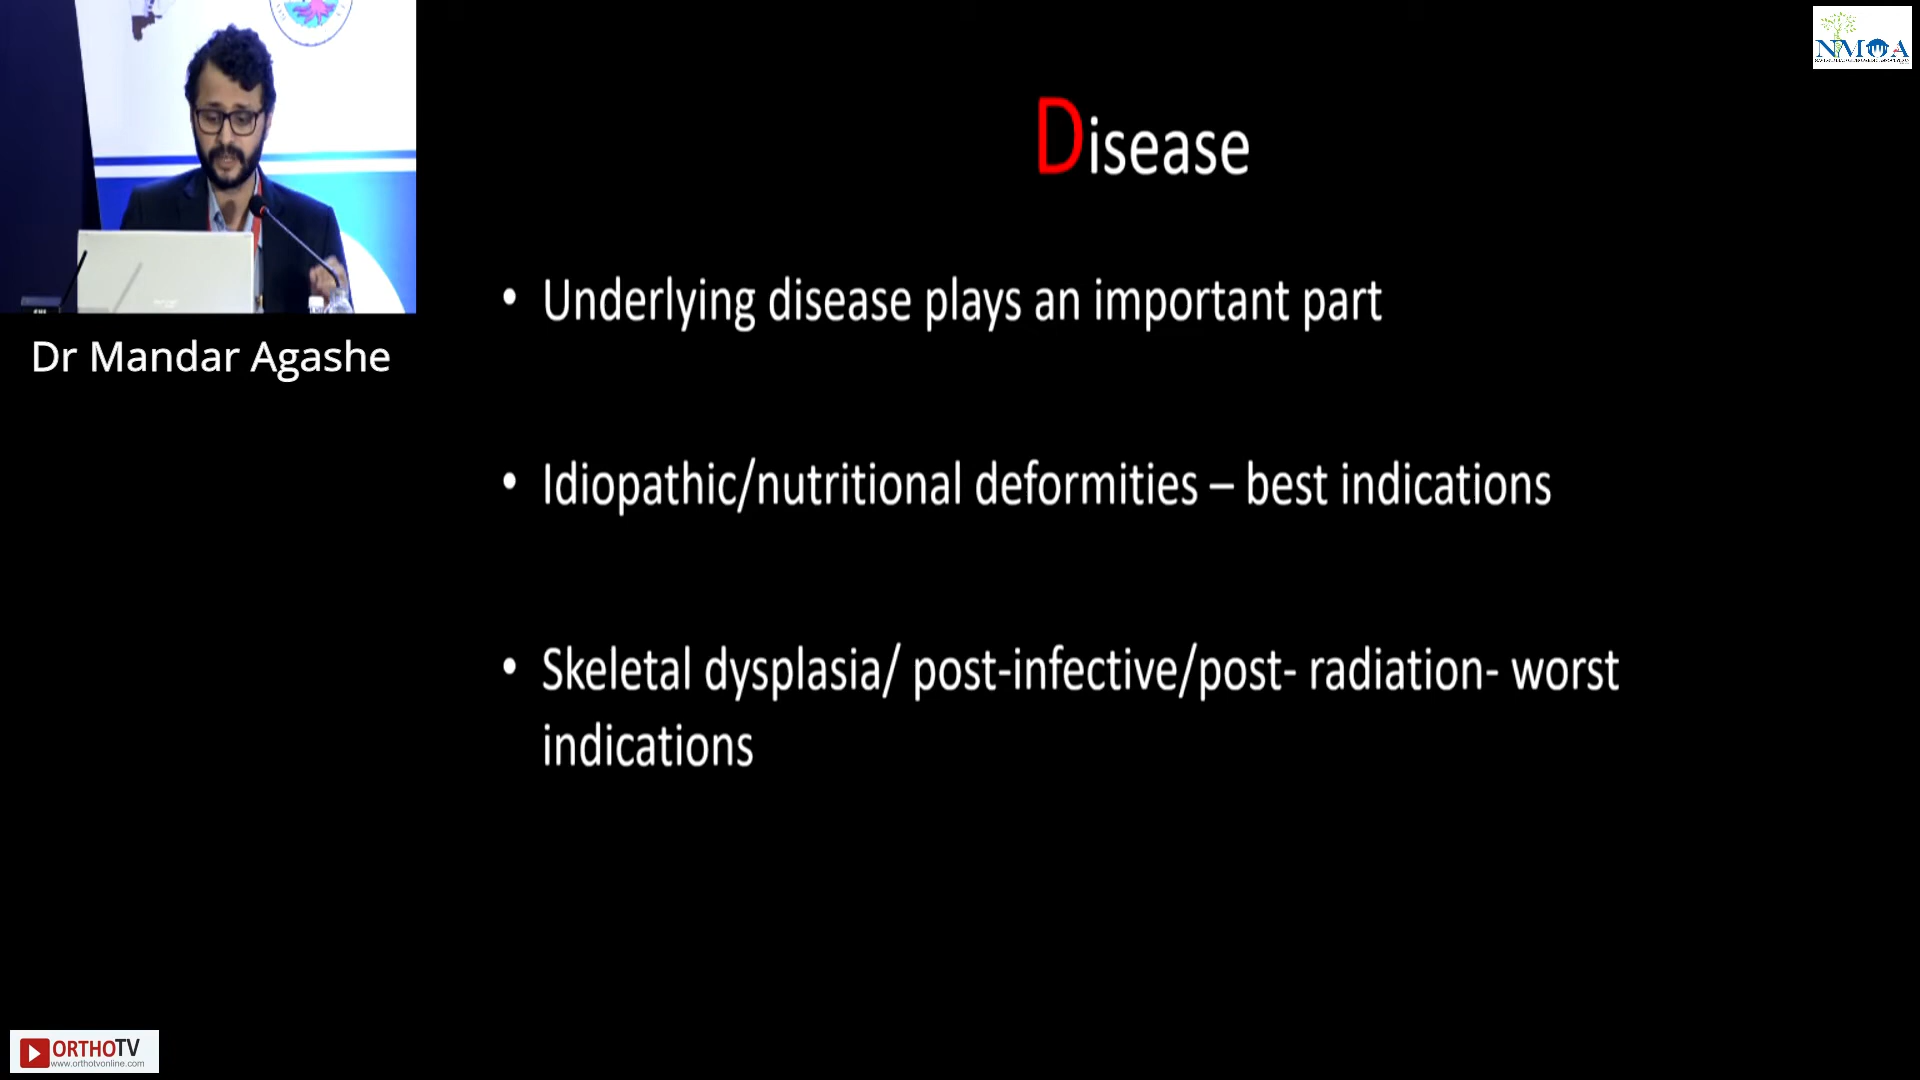 NMOA
Disease
• Underlying disease plays an important part
Dr Mandar Agashe
• Idiopathic/nutritional deformities – best indications
• Skeletal dysplasia/ post-infective/post- radiation- worst
indications
ORTHOTV
www.orthotvonline.com